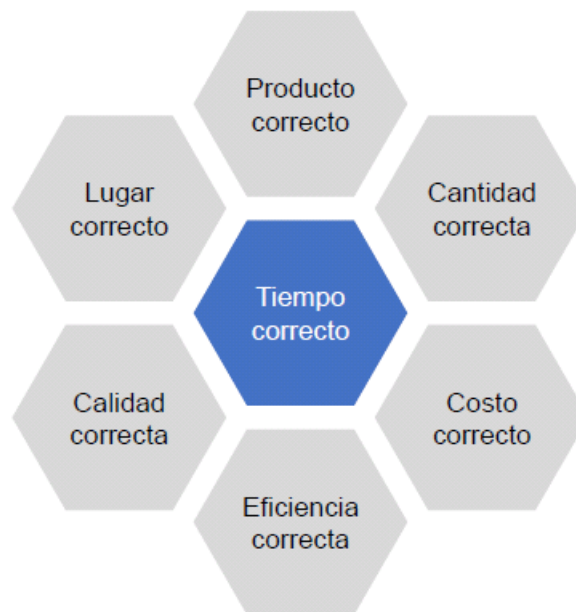 Producto
correcto
Lugar
correcto
Cantidad
correcta
Tiempo
correcto
Calidad
correcta
Costo
correcto
Eficiencia
correcta